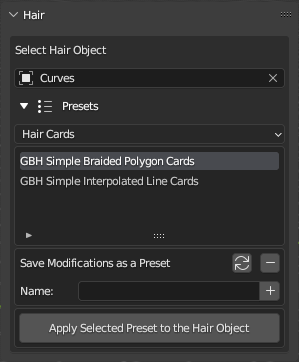 Hair
Select Hair Object
Curves
Presets
Hair Cards
GBH Simple Braided Polygon Cards
GBH Simple Interpolated Line Cards
Save Modifications as a Preset
Name:
Apply Selected Preset to the Hair Object